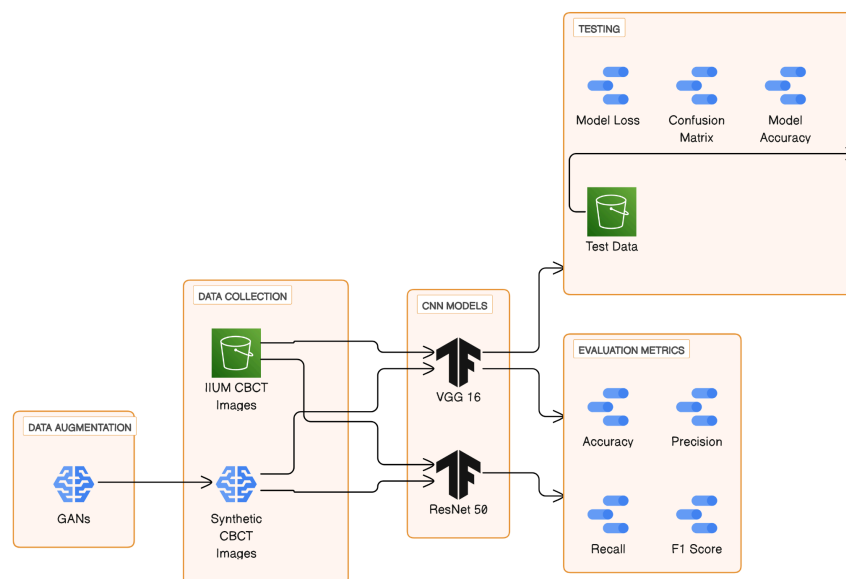 TESTING
Model Loss
Confusion
Matrix
Model
Accuracy
Test Data
DATA COLLECTION
IIUM CBCT
Images
Synthetic
CBCT
Images
CNN MODELS
VGG 16
ResNet 50
EVALUATION METRICS
Accuracy
Precision
Recall
F1 Score
DATA AUGMENTATION
GANs